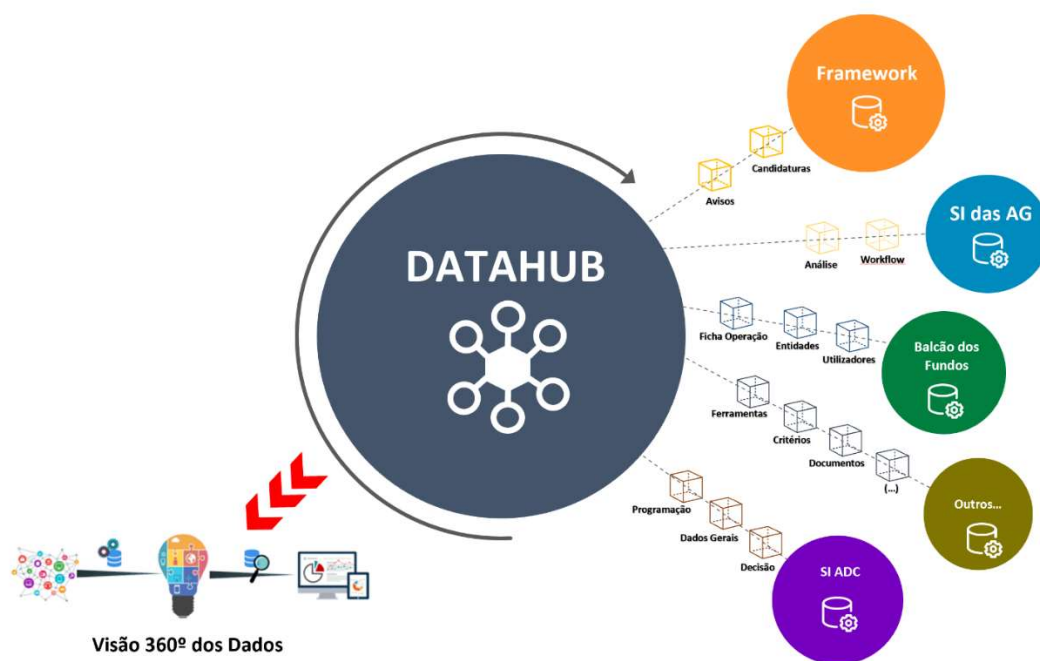 Framework
Candidaturas
Avisos
SI das AG
Análise
Workflow
DATAHUB
Ficha Operação
Entidades
Utilizadores
Balcão dos
Fundos
Ferramentas
Critérios
Documentos
(...)
Outros...
Programação
Dados Gerais
Decisão
SI ADC
Visão 360º dos Dados